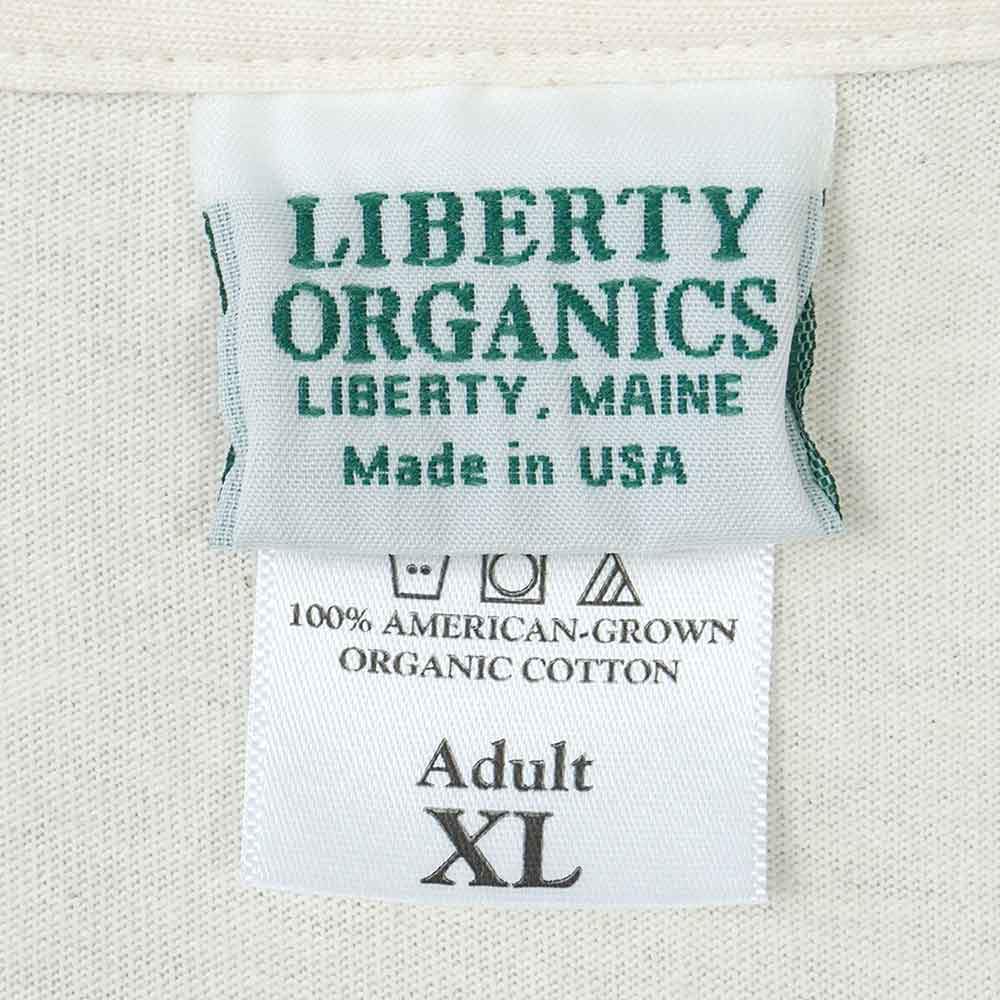 LIBERTY
ORGANICS
LIBERTY, MAINE
Made in USA
100% AMERICAN-GROWN
ORGANIC COTTON
Adult
XL